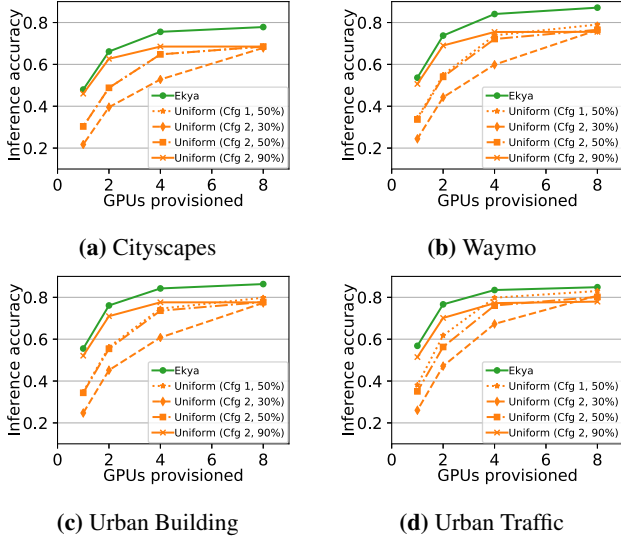 Inference accuracy
0.8
0.6
0.4
0.2
Ekya
Uniform (Cfg 1, 50%)
Uniform (Cfg 2, 30%)
Uniform (Cfg 2, 50%)
Uniform (Cfg 2, 90%)
0 2 4 6 8
GPUs provisioned
(a) Cityscapes
Inference accuracy
0.8
0.6
0.4
0.2
Ekya
Uniform (Cfg 1, 50%)
Uniform (Cfg 2, 30%)
Uniform (Cfg 2, 50%)
Uniform (Cfg 2, 90%)
0 2 4 6 8
GPUs provisioned
(b) Waymo
Inference accuracy
0.8
0.6
0.4
0.2
Ekya
Uniform (Cfg 1, 50%)
Uniform (Cfg 2, 30%)
Uniform (Cfg 2, 50%)
Uniform (Cfg 2, 90%)
0 2 4 6 8
GPUs provisioned
(c) Urban Building
Inference accuracy
0.8
0.6
0.4
0.2
Ekya
Uniform (Cfg 1, 50%)
Uniform (Cfg 2, 30%)
Uniform (Cfg 2, 50%)
Uniform (Cfg 2, 90%)
0 2 4 6 8
GPUs provisioned
(d) Urban Traffic